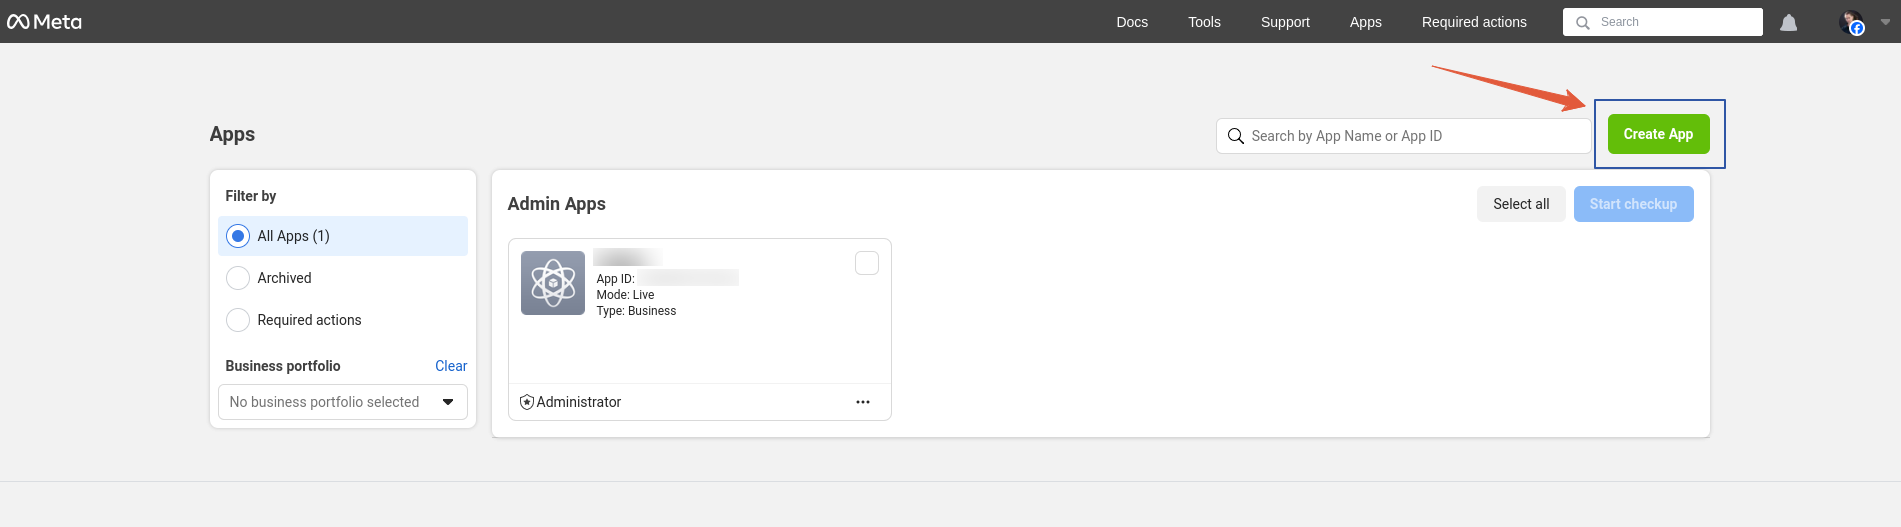 Meta
Docs Tools Support Apps Required actions Search
Apps
Search by App Name or App ID
Create App
Filter by
All Apps (1)
Archived
Required actions
Business portfolio Clear
No business portfolio selected
Admin Apps
Select all Start checkup
App ID:
Mode: Live
Type: Business
Administrator